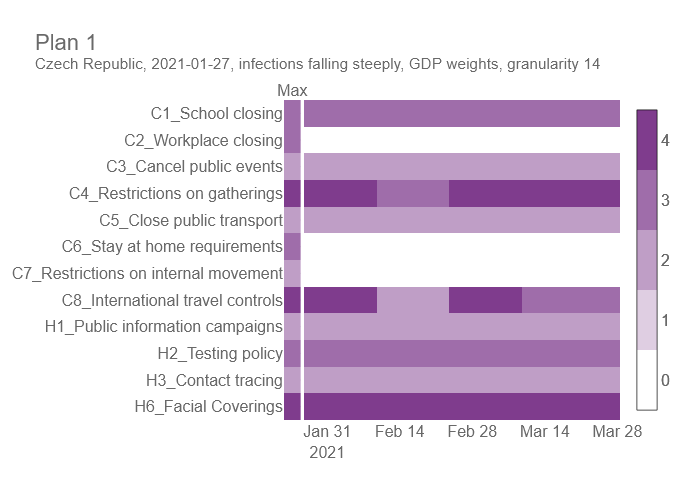 Plan 1
Czech Republic, 2021-01-27, infections falling steeply, GDP weights, granularity 14
Max
C1_School closing
C2_Workplace closing
C3_Cancel public events
C4_Restrictions on gatherings
C5_Close public transport
C6_Stay at home requirements
C7_Restrictions on internal movement
C8_International travel controls
H1_Public information campaigns
H2_Testing policy
H3_Contact tracing
H6_Facial Coverings
4
3
2
1
0
Jan 31 Feb 14 Feb 28 Mar 14 Mar 28
2021